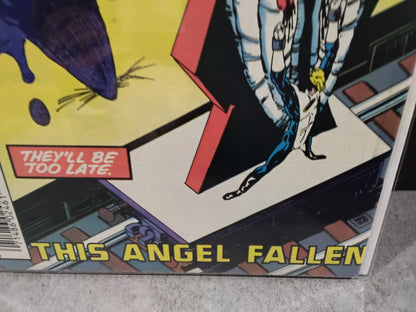 THEY'LL BE
TOO LATE.
THIS ANGEL FALLEN